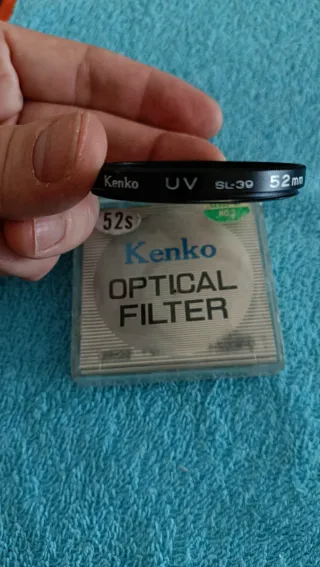 Kenko UV SL-39 52mm
52s
Kenko
OPTICAL
FILTER